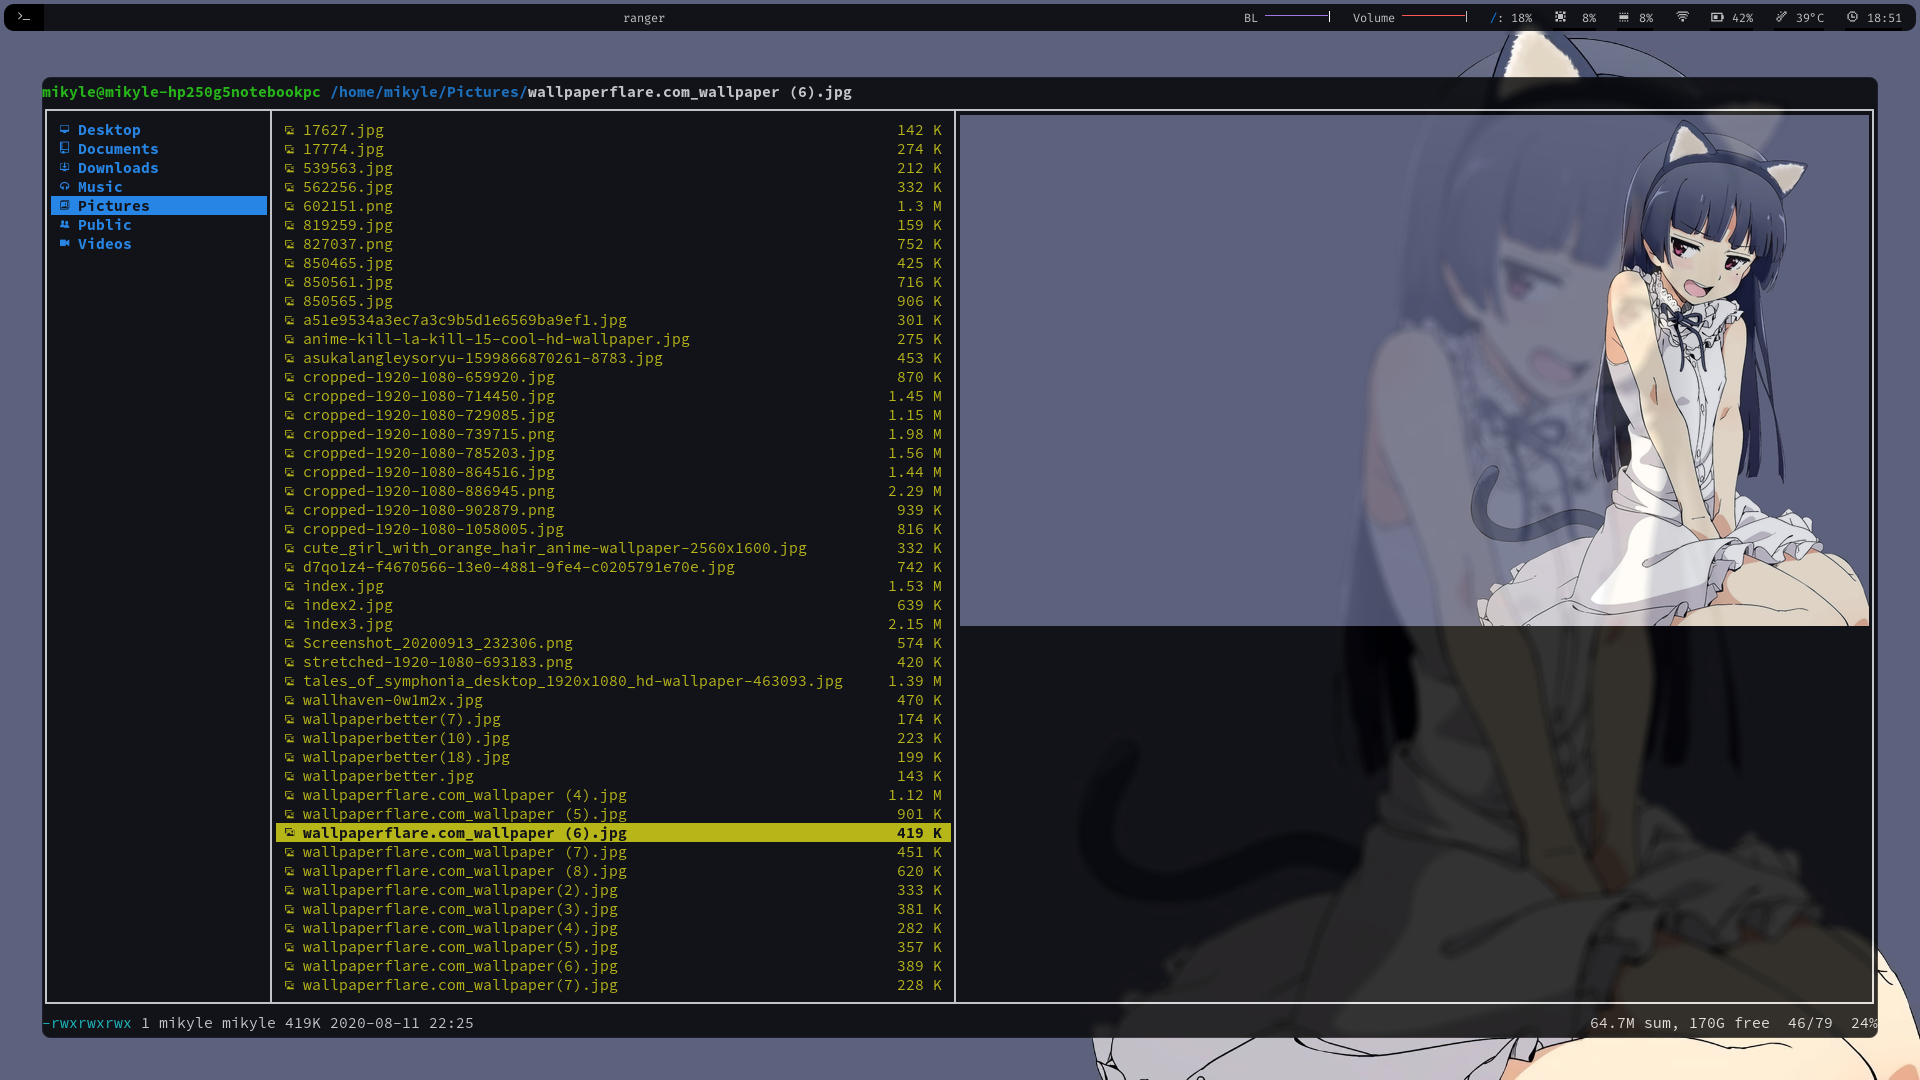 >_ ranger BL Volume /: 18% 8% 8% 42% 39°C 18:51
mikyle@mikyle-hp250g5notebookpc /home/mikyle/Pictures/wallpaperflare.com_wallpaper (6).jpg
Desktop
Documents
Downloads
Music
Pictures
Public
Videos
17627.jpg 142 K
17774.jpg 274 K
539563.jpg 212 K
562256.jpg 332 K
602151.png 1.3 M
819259.jpg 159 K
827037.png 752 K
850465.jpg 425 K
850561.jpg 716 K
850565.jpg 906 K
a51e9534a3ec7a3c9b5d1e6569ba9ef1.jpg 301 K
anime-kill-la-kill-15-cool-hd-wallpaper.jpg 275 K
asukalangleysoryu-1599866870261-8783.jpg 453 K
cropped-1920-1080-659920.jpg 870 K
cropped-1920-1080-714450.jpg 1.45 M
cropped-1920-1080-729085.jpg 1.15 M
cropped-1920-1080-739715.png 1.98 M
cropped-1920-1080-785203.jpg 1.56 M
cropped-1920-1080-864516.jpg 1.44 M
cropped-1920-1080-886945.png 2.29 M
cropped-1920-1080-902879.png 939 K
cropped-1920-1080-1058005.jpg 816 K
cute_girl_with_orange_hair_anime-wallpaper-2560x1600.jpg 332 K
d7qo1z4-f4670566-13e0-4881-9fe4-c0205791e70e.jpg 742 K
index.jpg 1.53 M
index2.jpg 639 K
index3.jpg 2.15 M
Screenshot_20200913_232306.png 574 K
stretched-1920-1080-693183.png 420 K
tales_of_symphonia_desktop_1920x1080_hd-wallpaper-463093.jpg 1.39 M
wallhaven-0w1m2x.jpg 470 K
wallpaperbetter(7).jpg 174 K
wallpaperbetter(10).jpg 223 K
wallpaperbetter(18).jpg 199 K
wallpaperbetter.jpg 143 K
wallpaperflare.com_wallpaper (4).jpg 1.12 M
wallpaperflare.com_wallpaper (5).jpg 901 K
wallpaperflare.com_wallpaper (6).jpg 419 K
wallpaperflare.com_wallpaper (7).jpg 451 K
wallpaperflare.com_wallpaper (8).jpg 620 K
wallpaperflare.com_wallpaper(2).jpg 333 K
wallpaperflare.com_wallpaper(3).jpg 381 K
wallpaperflare.com_wallpaper(4).jpg 282 K
wallpaperflare.com_wallpaper(5).jpg 357 K
wallpaperflare.com_wallpaper(6).jpg 389 K
wallpaperflare.com_wallpaper(7).jpg 228 K
-rwxrwxrwx 1 mikyle mikyle 419K 2020-08-11 22:25 64.7M sum, 170G free 46/79 24%